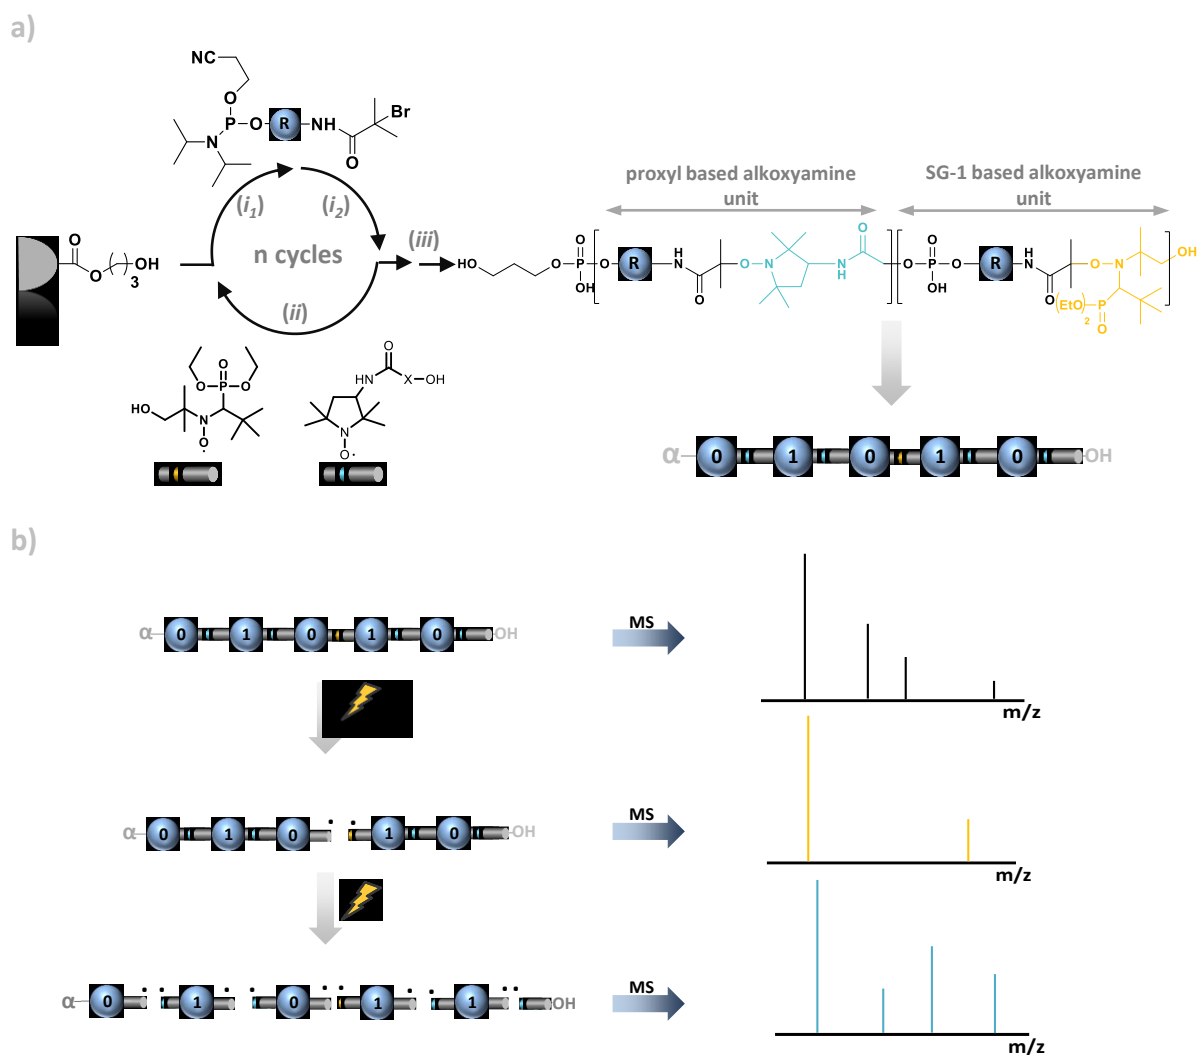 a)
NC
O
P
O
R
NH
Br
N
O
(i1)
(i2)
proxyl based alkoxyamine
unit
SG-1 based alkoxyamine
unit
O
O
( )3
OH
n cycles
(iii)
HO
O
O
P
OH
O
R
H
N
O
O
N
H
N
O
O
O
P
OH
O
R
H
N
O
O
N
OH
(EtO)2
P
O
(ii)
O
O
P
O
HO
N
O·
O
HN
X
OH
N
O·
α
0
1
0
1
0
OH
b)
α
0
1
0
1
0
OH
MS
m/z
α
0
1
0
1
0
OH
MS
m/z
α
0
1
0
1
1
OH
MS
m/z